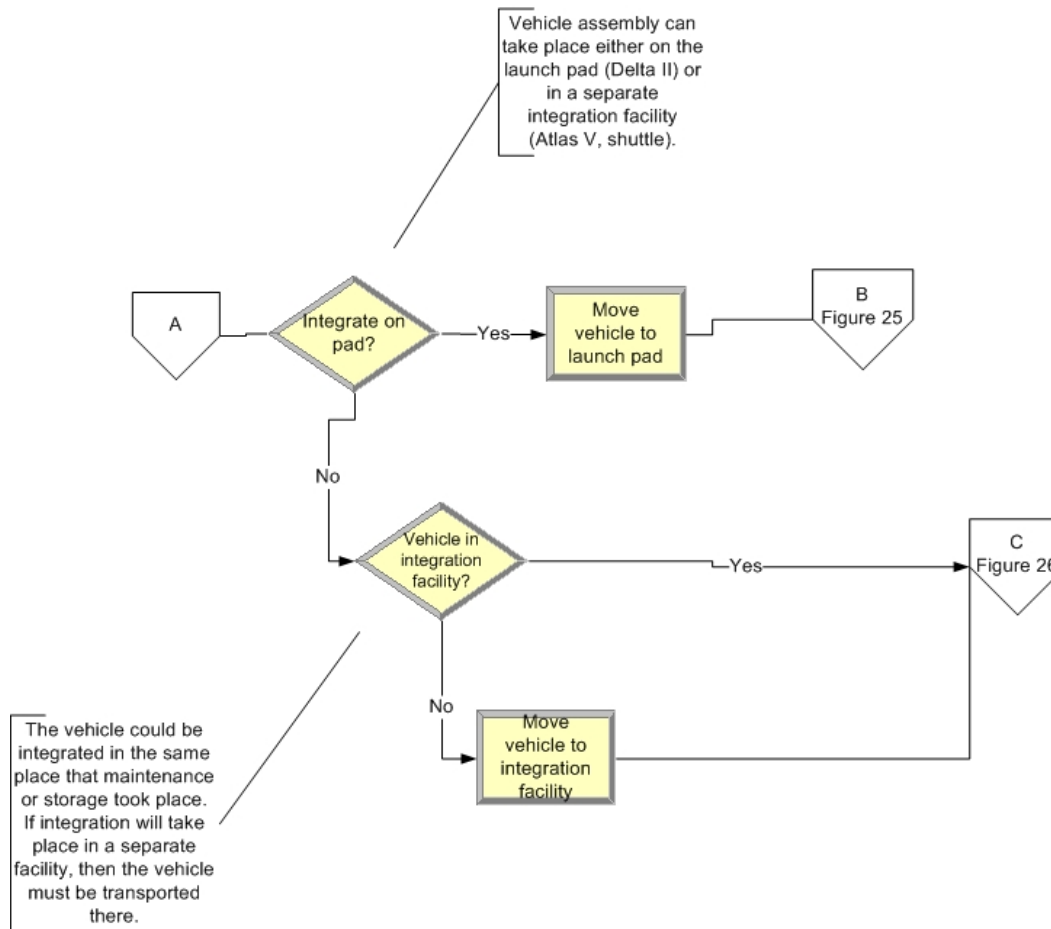 Vehicle assembly can
take place either on the
launch pad (Delta II) or
in a separate
integration facility
(Atlas V, shuttle).
A
Integrate on
pad?
Yes
Move
vehicle to
launch pad
B
Figure 25
No
Vehicle in
integration
facility?
Yes
C
Figure 26
No
Move
vehicle to
integration
facility
The vehicle could be
integrated in the same
place that maintenance
or storage took place.
If integration will take
place in a separate
facility, then the vehicle
must be transported
there.